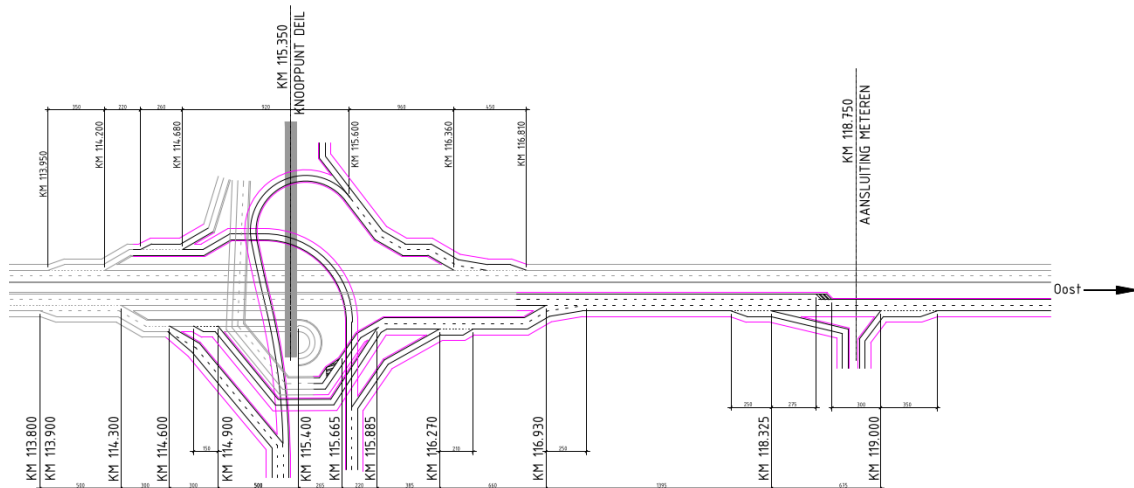 KM 115.350
KNOOPPUNT DEIL
KM 118.750
AANSLUITING METEREN
350
220
260
920
960
450
KM 113.950
KM 114.200
KM 114.680
KM 115.600
KM 116.360
KM 116.810
Oost
250
275
300
350
150
210
250
KM 113.800
KM 113.900
KM 114.300
KM 114.600
KM 114.900
KM 115.400
KM 115.665
KM 115.885
KM 116.270
KM 116.930
KM 118.325
KM 119.000
500
300
300
500
265
220
385
660
1395
675